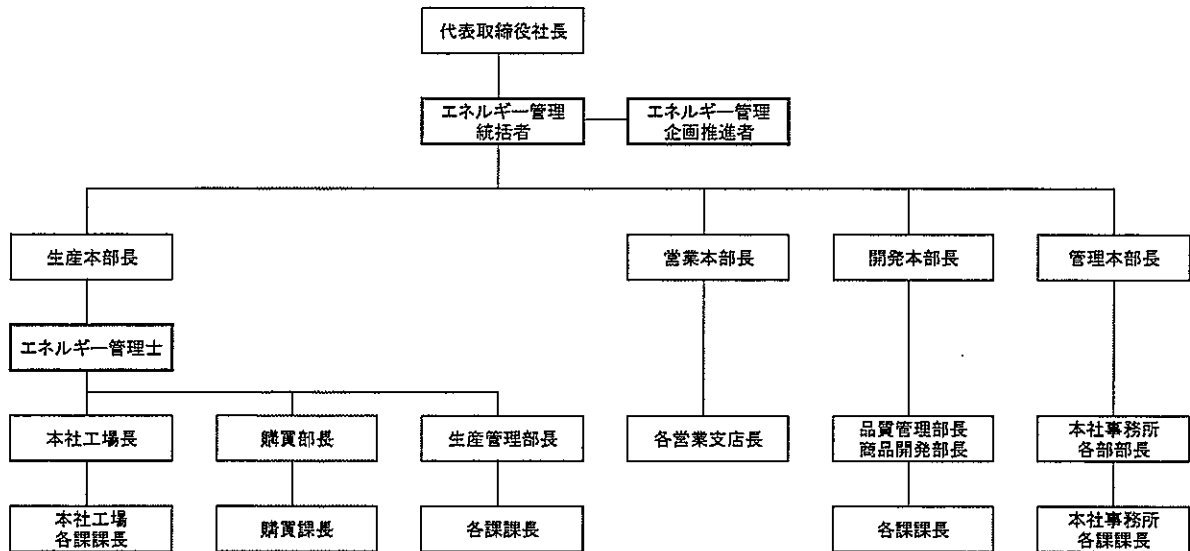 代表取締役社長
エネルギー管理
統括者
エネルギー管理
企画推進者
生産本部長
営業本部長
開発本部長
管理本部長
エネルギー管理士
本社工場長
購買部長
生産管理部長
各営業支店長
品質管理部長
商品開発部長
本社事務所
各部部長
本社工場
各課課長
購買課長
各課課長
各課課長
本社事務所
各課課長